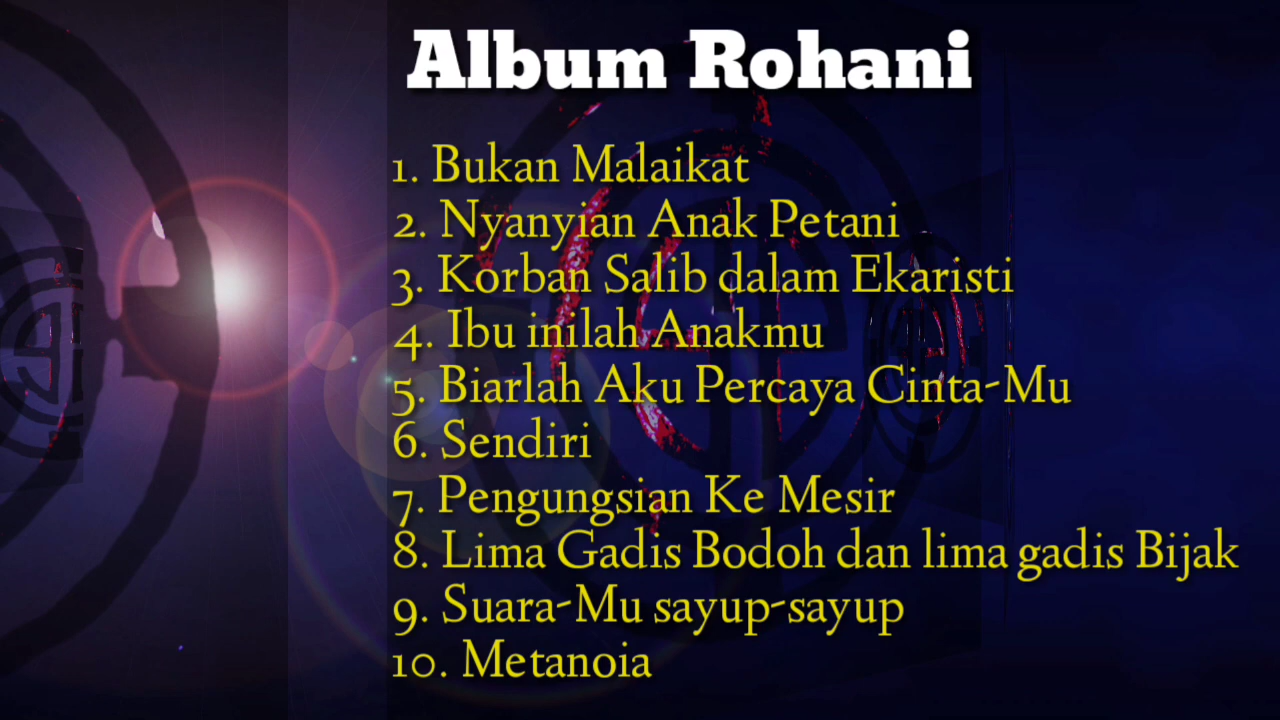 Album Rohani
1. Bukan Malaikat
2. Nyanyian Anak Petani
3. Korban Salib dalam Ekaristi
4. Ibu inilah Anakmu
5. Biarlah Aku Percaya Cinta-Mu
6. Sendiri
7. Pengungsian Ke Mesir
8. Lima Gadis Bodoh dan lima gadis Bijak
9. Suara-Mu sayup-sayup
10. Metanoia